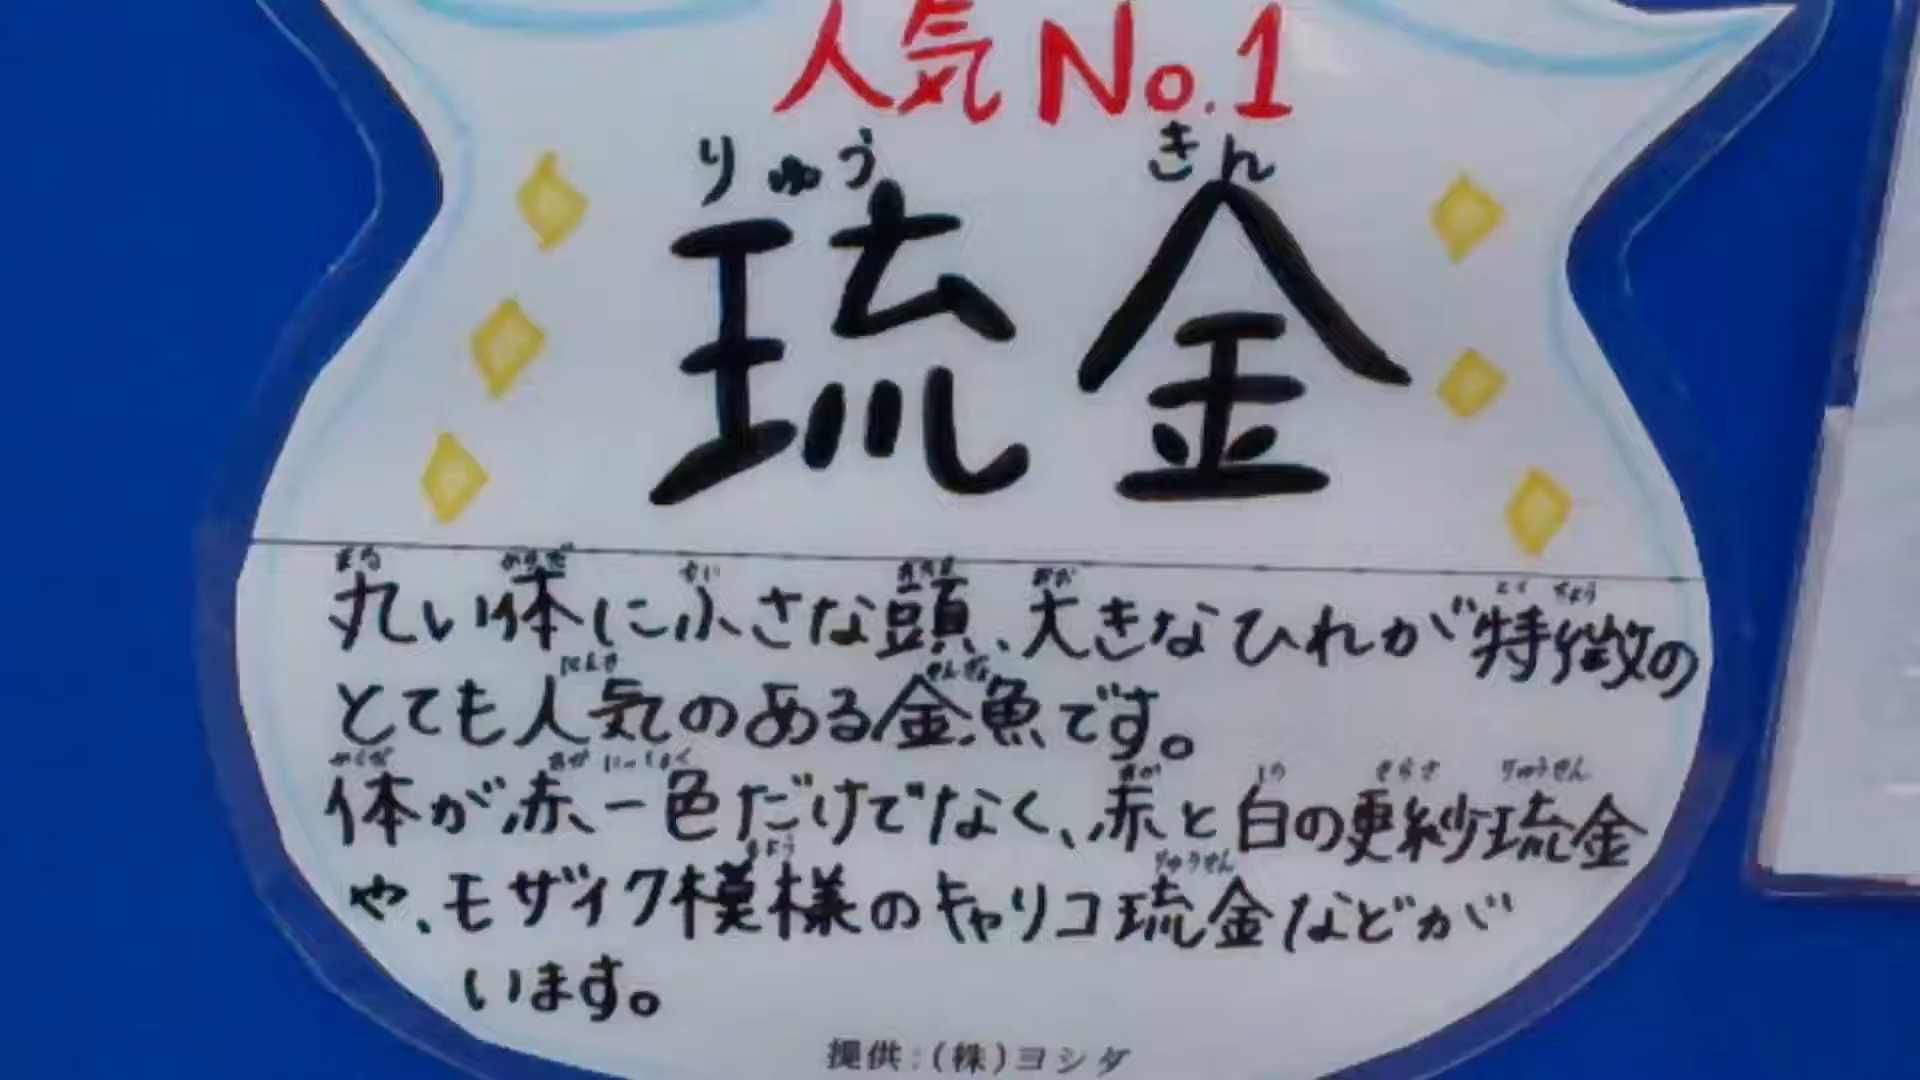 人気No.1
りゅう きん
琉金
丸い体に小さな頭、大きなひれが特徴の
とても人気のある金魚です。
体が赤一色だけでなく、赤と白の更紗琉金
や、モザイク模様のキャリコ琉金などが
います。
提供:(株)ヨシダ